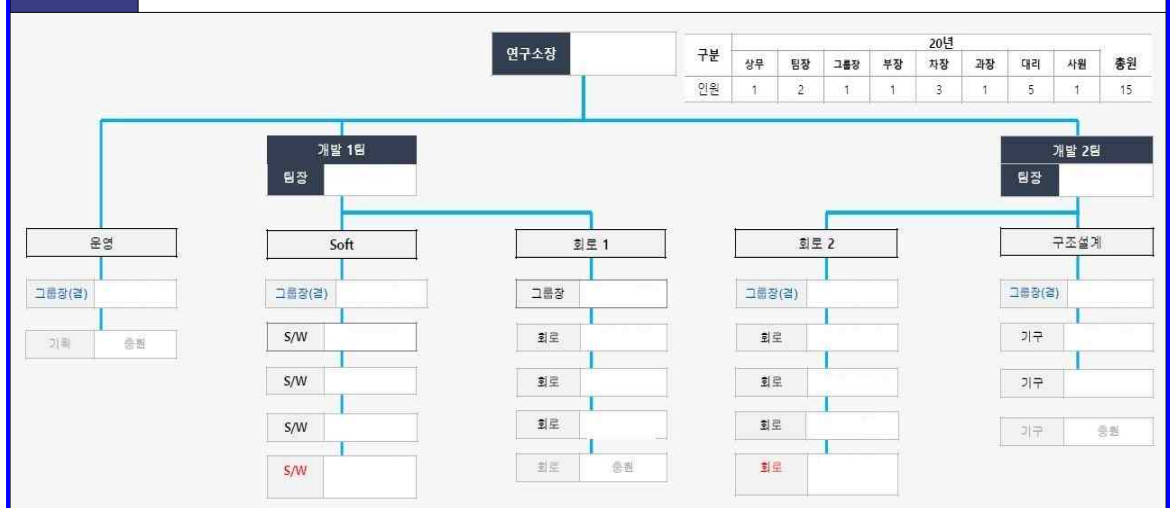 연구소장
구분 20년 총원
상무 팀장 그룹장 부장 차장 과장 대리 사원
인원 1 2 1 1 3 1 5 1 15
개발 1팀
팀장
개발 2팀
팀장
운영
Soft
회로 1
회로 2
구조설계
그룹장(결)
그룹장(결)
그룹장
그룹장(결)
그룹장(결)
기획 충원
S/W
회로
회로
기구
S/W
회로
회로
기구
S/W
회로
회로
기구 충원
S/W
회로 충원
회로